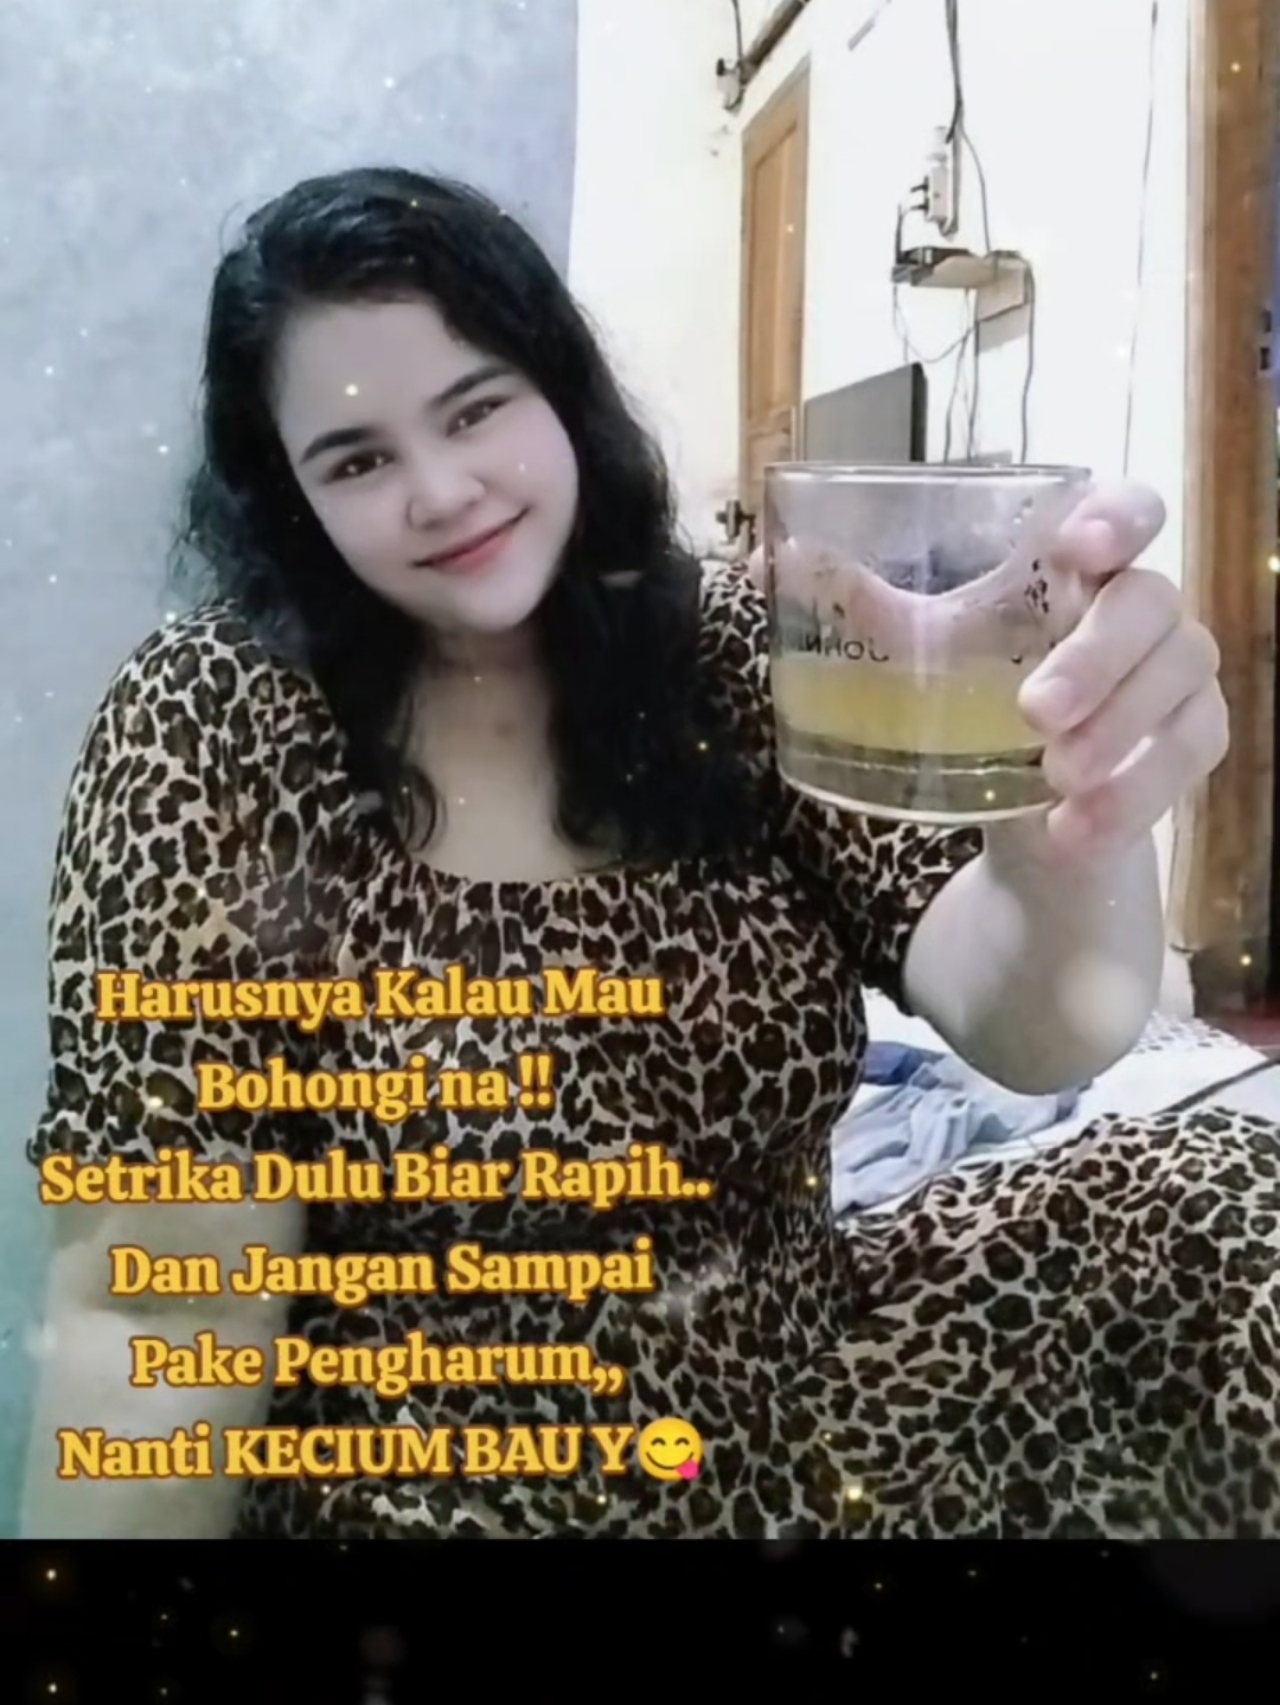 Harusnya Kalau Mau
Bohongi na !!
Setrika Dulu Biar Rapih..
Dan Jangan Sampai
Pake Pengharum,,
Nanti KECIUM BAU Y😋